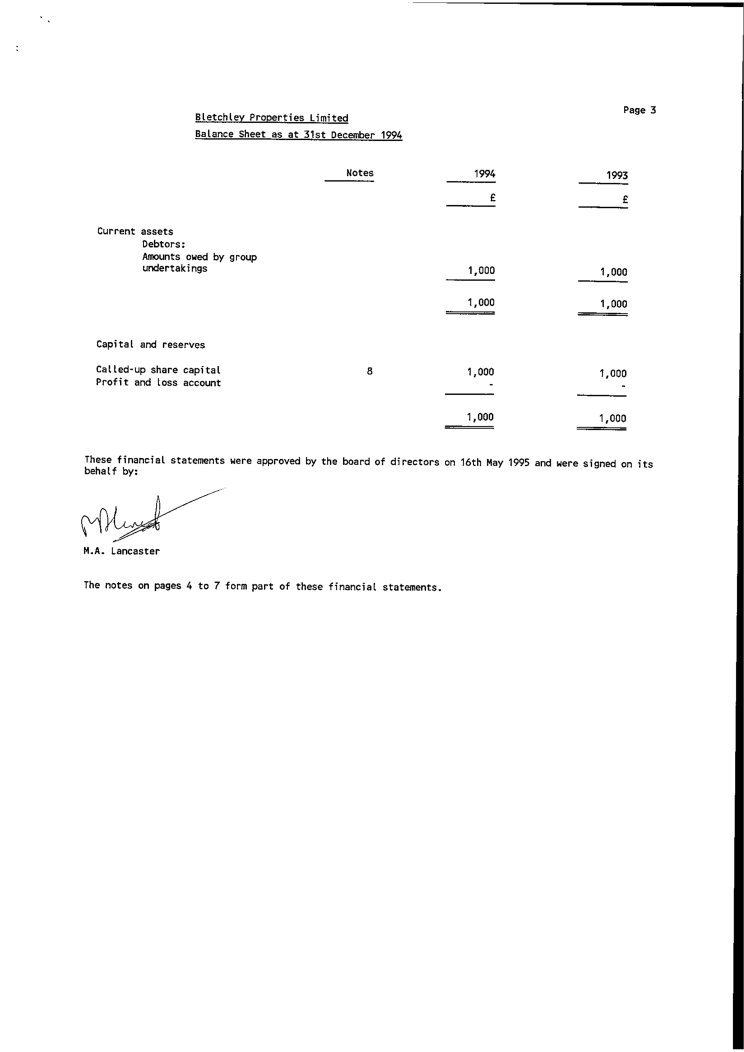 Page 3
Bletchley Properties Limited
Balance Sheet as at 31st December 1994
Notes 1994 1993
£ £
Current assets
Debtors:
Amounts owed by group
undertakings 1,000 1,000
1,000 1,000
Capital and reserves
Called-up share capital 8 1,000 1,000
Profit and loss account - -
1,000 1,000
These financial statements were approved by the board of directors on 16th May 1995 and were signed on its
behalf by:
M.A. Lancaster
The notes on pages 4 to 7 form part of these financial statements.